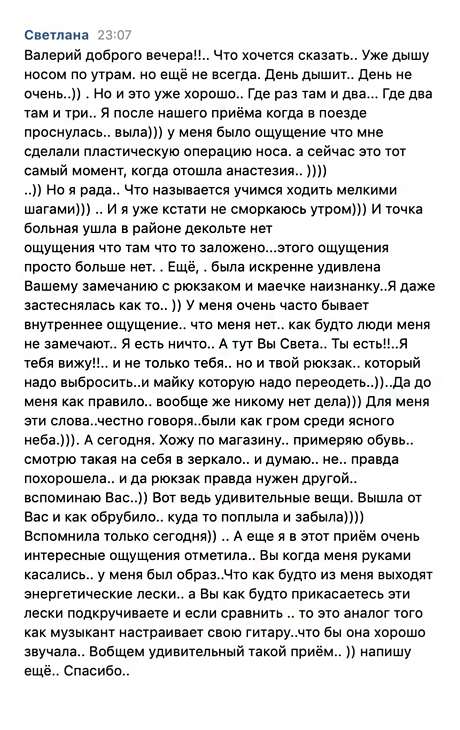 Светлана 23:07
Валерий доброго вечера!!.. Что хочется сказать.. Уже дышу
носом по утрам. но ещё не всегда. День дышит.. День не
очень..)) . Но и это уже хорошо.. Где раз там и два... Где два
там и три.. Я после нашего приёма когда в поезде
проснулась.. выла))) у меня было ощущение что мне
сделали пластическую операцию носа. а сейчас это тот
самый момент, когда отошла анастезия.. ))))
..)) Но я рада.. Что называется учимся ходить мелкими
шагами))) .. И я уже кстати не сморкаюсь утром))) И точка
больная ушла в районе декольте нет
ощущения что там что то заложено...этого ощущения
просто больше нет. . Ещё, . была искренне удивлена
Вашему замечанию с рюкзаком и маечке наизнанку..Я даже
застеснялась как то.. )) У меня очень часто бывает
внутреннее ощущение.. что меня нет.. как будто люди меня
не замечают.. Я есть ничто.. А тут Вы Света.. Ты есть!!..Я
тебя вижу!!.. и не только тебя.. но и твой рюкзак.. который
надо выбросить..и майку которую надо переодеть..))..Да до
меня как правило.. вообще же никому нет дела))) Для меня
эти слова..честно говоря..были как гром среди ясного
неба.))). А сегодня. Хожу по магазину.. примеряю обувь..
смотрю такая на себя в зеркало.. и думаю.. не.. правда
похорошела.. и да рюкзак правда нужен другой..
вспоминаю Вас..)) Вот ведь удивительные вещи. Вышла от
Вас и как обрубило.. куда то поплыла и забыла))))
Вспомнила только сегодня)) .. А еще я в этот приём очень
интересные ощущения отметила.. Вы когда меня руками
касались.. у меня был образ..Что как будто из меня выходят
энергетические лески.. а Вы как будто прикасаетесь эти
лески подкручиваете и если сравнить .. то это аналог того
как музыкант настраивает свою гитару..что бы она хорошо
звучала.. Вобщем удивительный такой приём.. )) напишу
ещё.. Спасибо..